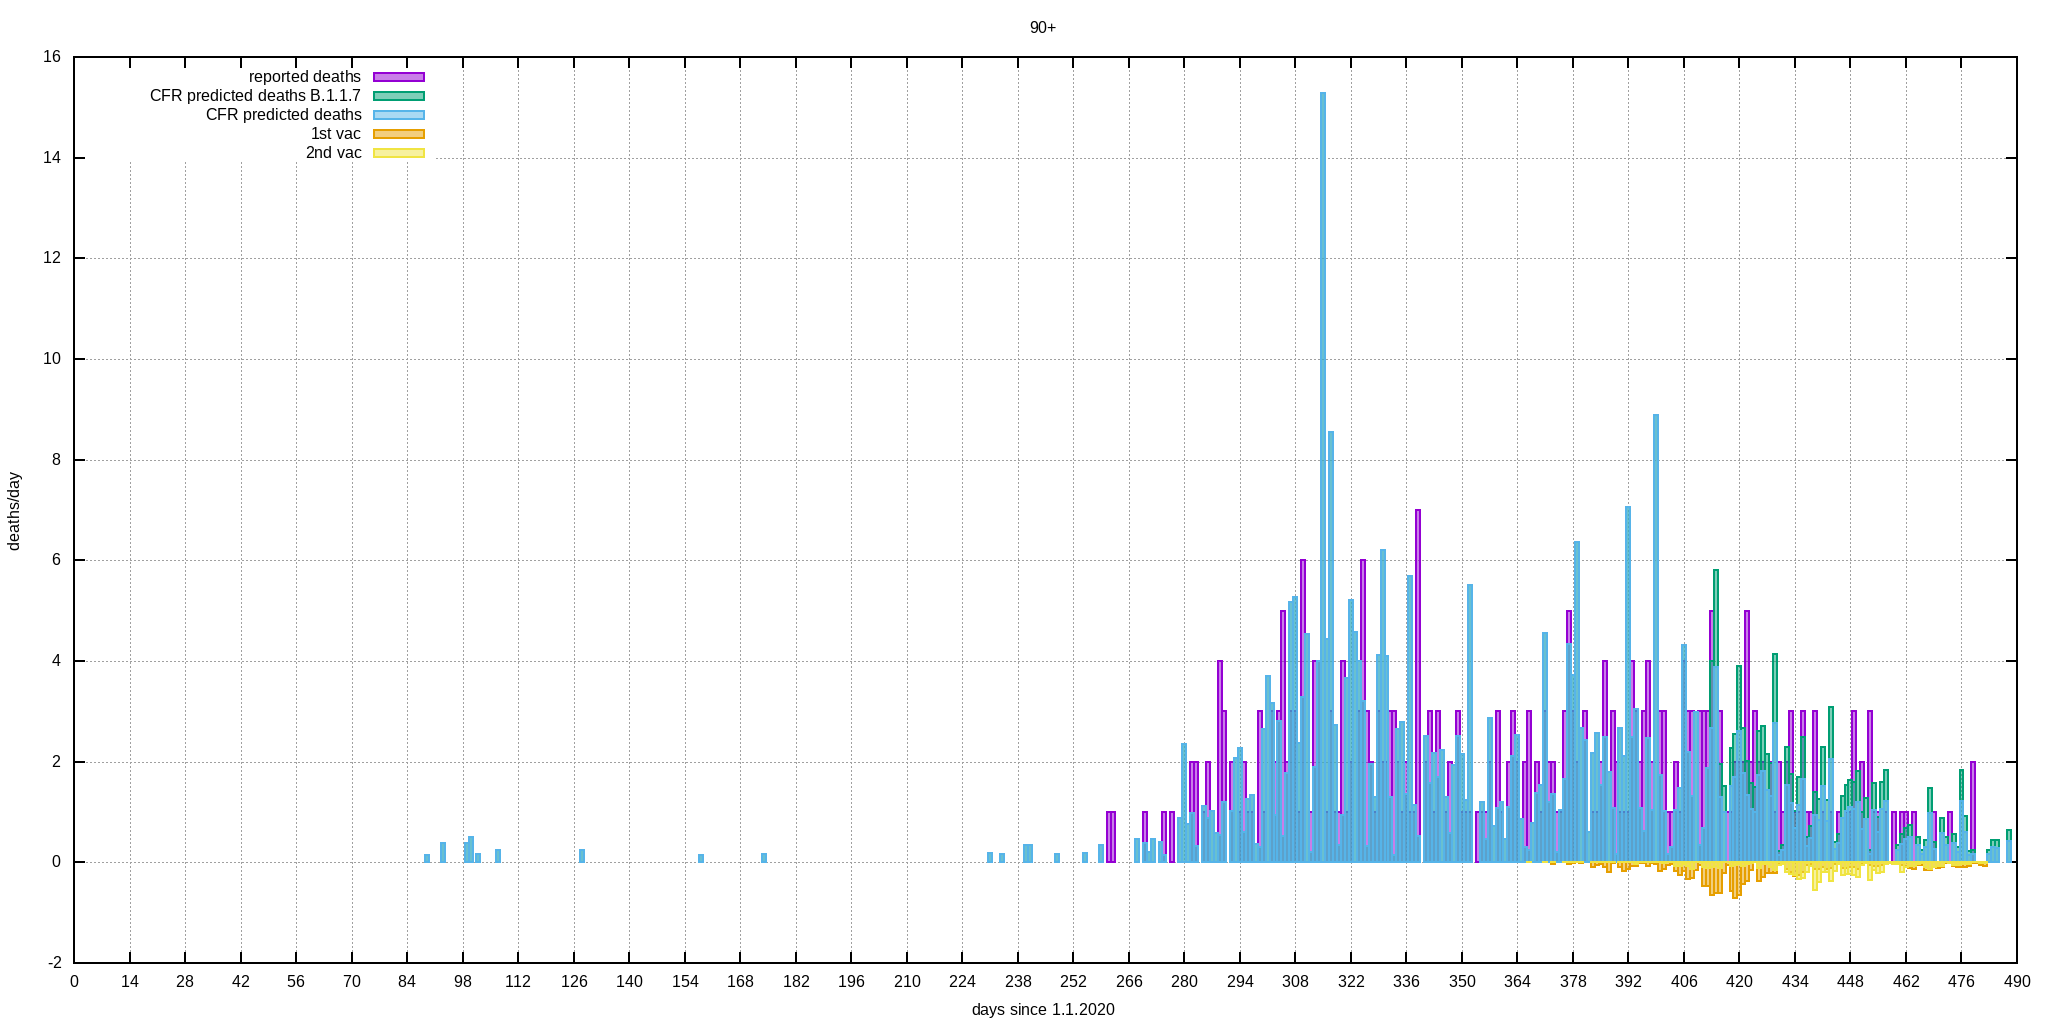 90+
16
14
12
10
8
6
4
2
0
-2
deaths/day
reported deaths
CFR predicted deaths B.1.1.7
CFR predicted deaths
1st vac
2nd vac
0 14 28 42 56 70 84 98 112 126 140 154 168 182 196 210 224 238 252 266 280 294 308 322 336 350 364 378 392 406 420 434 448 462 476 490
days since 1.1.2020